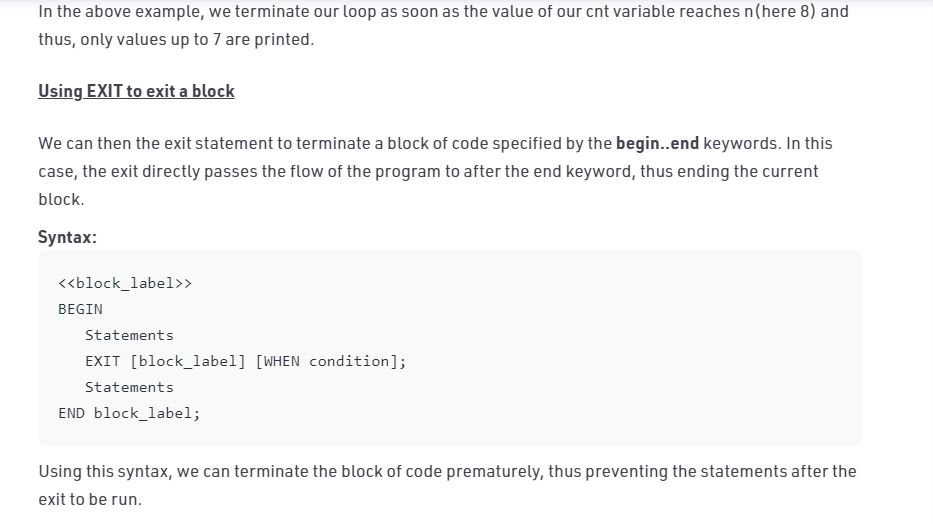 In the above example, we terminate our loop as soon as the value of our cnt variable reaches n(here 8) and
thus, only values up to 7 are printed.
Using EXIT to exit a block
We can then the exit statement to terminate a block of code specified by the begin..end keywords. In this
case, the exit directly passes the flow of the program to after the end keyword, thus ending the current
block.
Syntax:
<<block_label>>
BEGIN
   Statements
   EXIT [block_label] [WHEN condition];
   Statements
END block_label;
Using this syntax, we can terminate the block of code prematurely, thus preventing the statements after the
exit to be run.